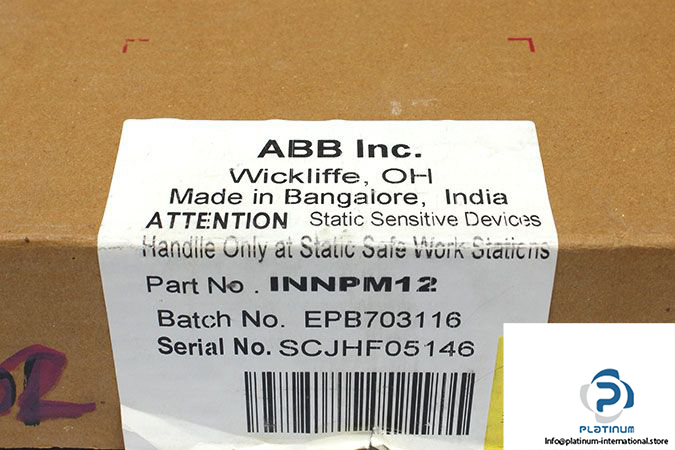 ABB Inc.
Wickliffe, OH
Made in Bangalore, India
ATTENTION Static Sensitive Devices
Handle Only at Static Safe Work Stations
Part No. INNPM12
Batch No. EPB703116
Serial No. SCJHF05146
PLATINUM
Info@platinum-international.store